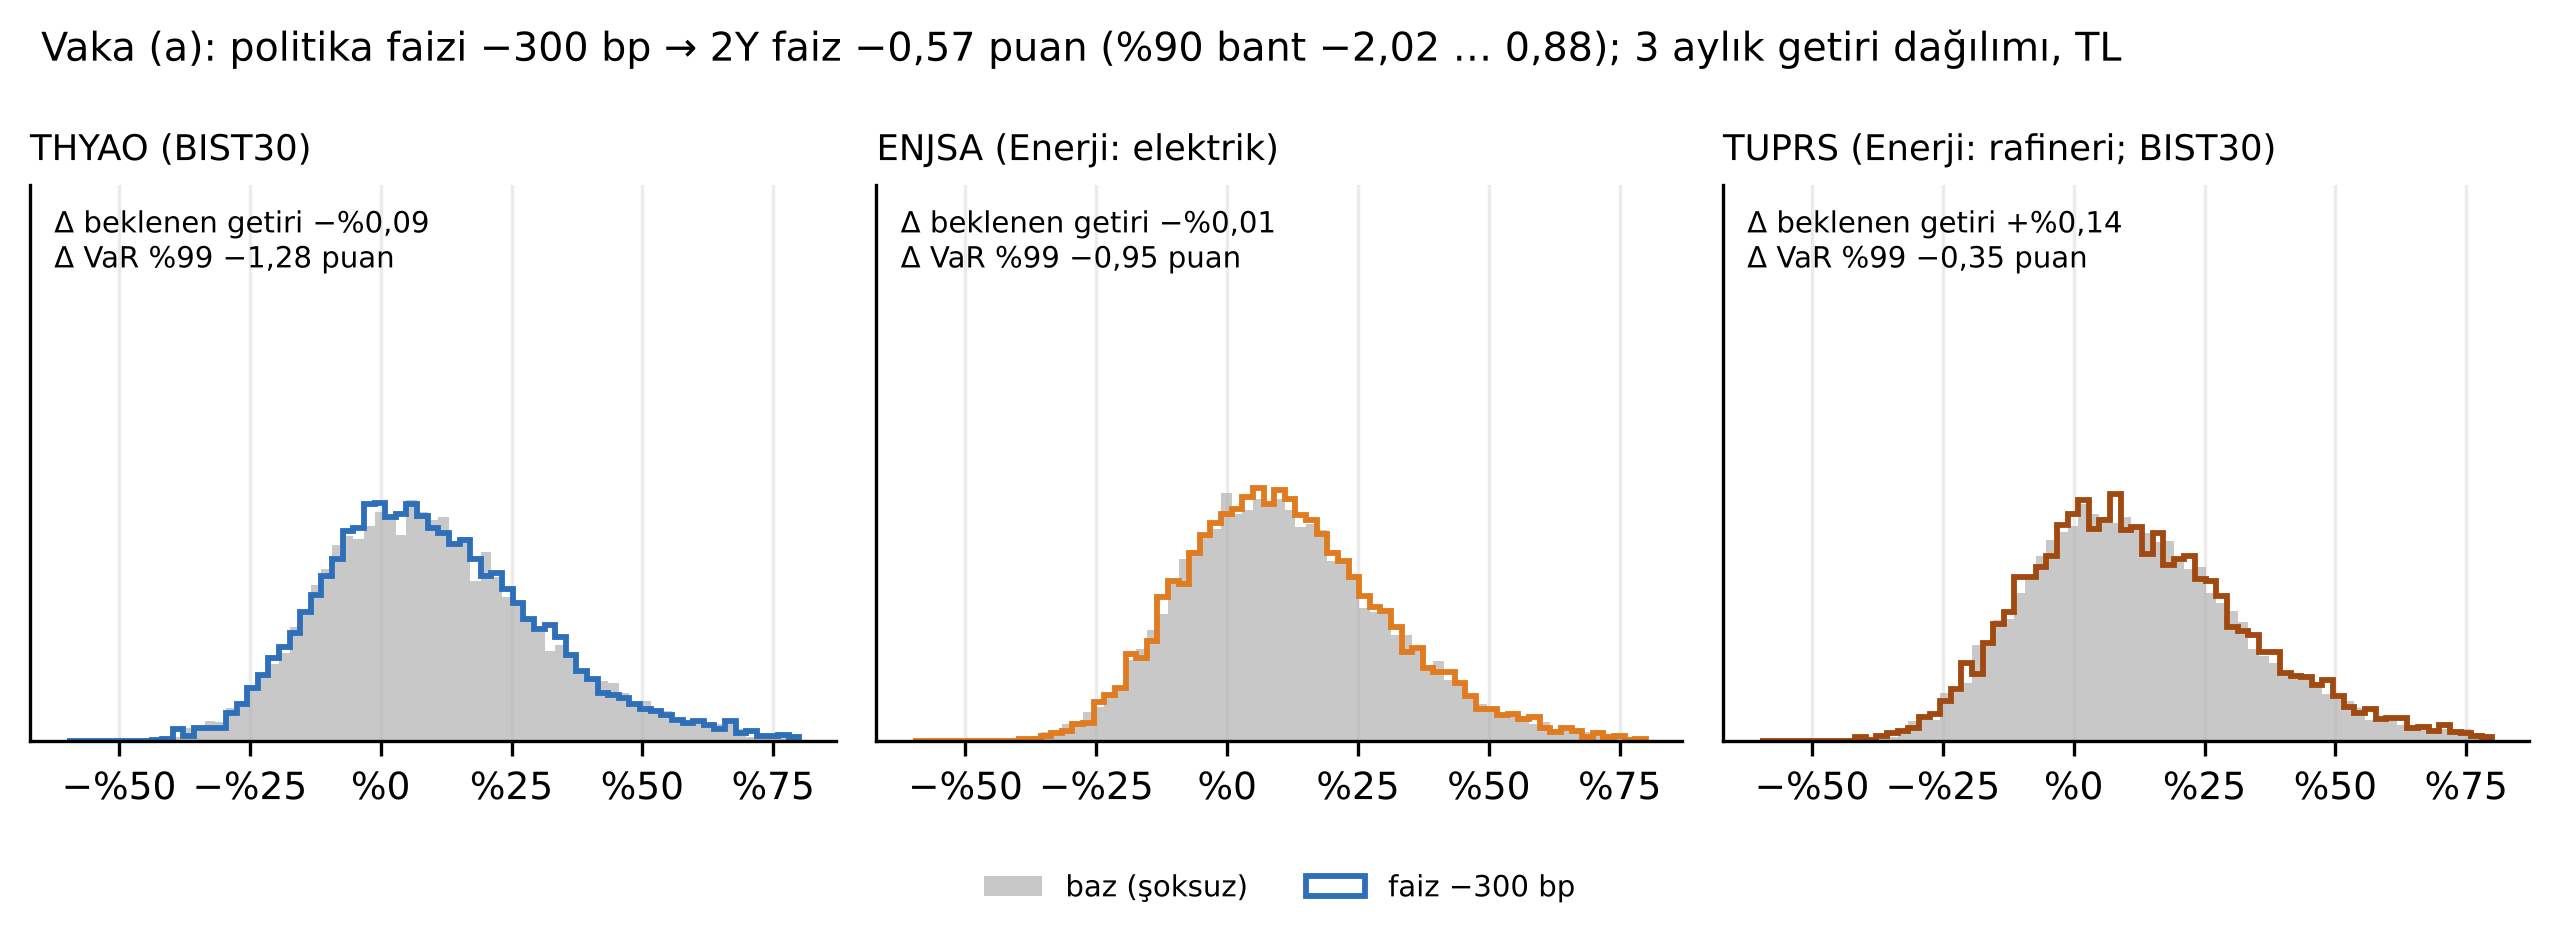 Vaka (a): politika faizi −300 bp → 2Y faiz −0,57 puan (%90 bant −2,02 … 0,88); 3 aylık getiri dağılımı, TL
THYAO (BIST30)
Δ beklenen getiri −%0,09
Δ VaR %99 −1,28 puan
−%50 −%25 %0 %25 %50 %75
ENJSA (Enerji: elektrik)
Δ beklenen getiri −%0,01
Δ VaR %99 −0,95 puan
−%50 −%25 %0 %25 %50 %75
TUPRS (Enerji: rafineri; BIST30)
Δ beklenen getiri +%0,14
Δ VaR %99 −0,35 puan
−%50 −%25 %0 %25 %50 %75
baz (şoksuz) faiz −300 bp